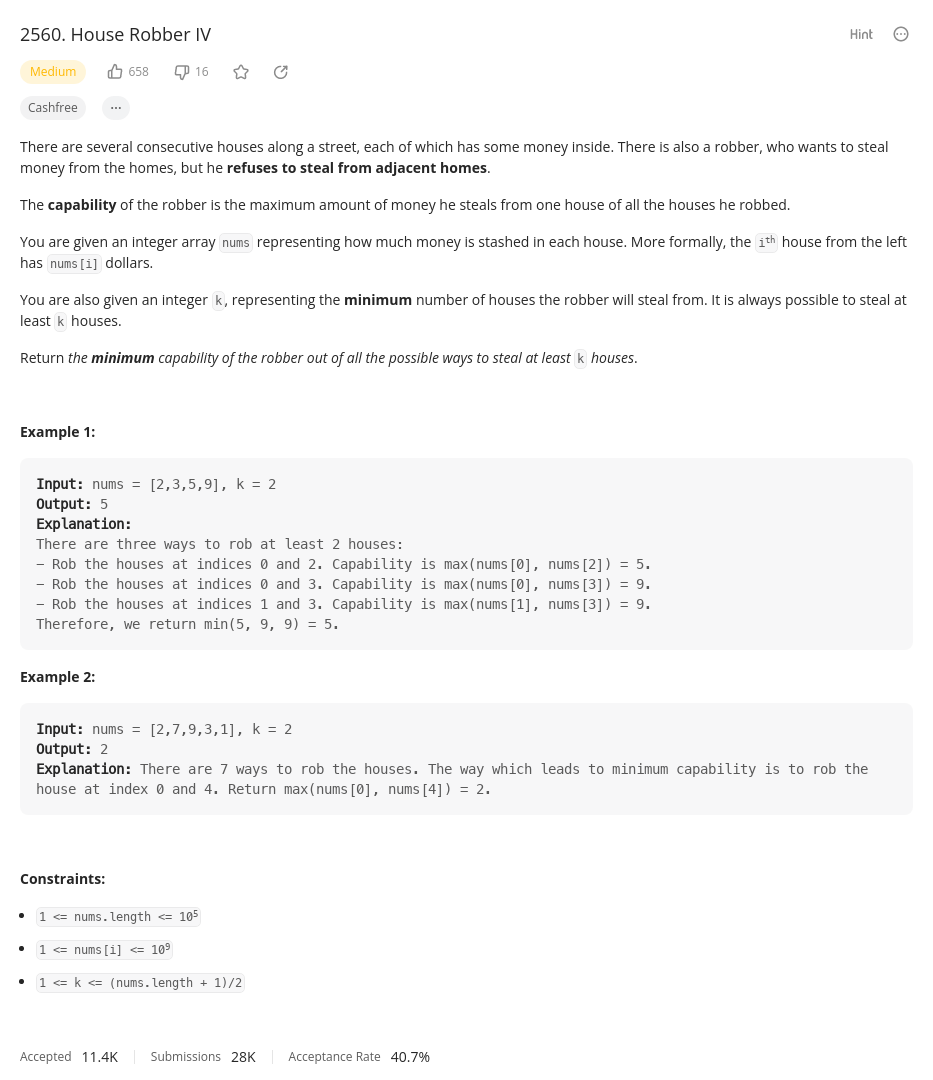 2560. House Robber IV
Hint
Medium
658
16
Cashfree
...
There are several consecutive houses along a street, each of which has some money inside. There is also a robber, who wants to steal
money from the homes, but he refuses to steal from adjacent homes.
The capability of the robber is the maximum amount of money he steals from one house of all the houses he robbed.
You are given an integer array nums representing how much money is stashed in each house. More formally, the iᵗʰ house from the left
has nums[i] dollars.
You are also given an integer k, representing the minimum number of houses the robber will steal from. It is always possible to steal at
least k houses.
Return the minimum capability of the robber out of all the possible ways to steal at least k houses.
Example 1:
Input: nums = [2,3,5,9], k = 2
Output: 5
Explanation:
There are three ways to rob at least 2 houses:
- Rob the houses at indices 0 and 2. Capability is max(nums[0], nums[2]) = 5.
- Rob the houses at indices 0 and 3. Capability is max(nums[0], nums[3]) = 9.
- Rob the houses at indices 1 and 3. Capability is max(nums[1], nums[3]) = 9.
Therefore, we return min(5, 9, 9) = 5.
Example 2:
Input: nums = [2,7,9,3,1], k = 2
Output: 2
Explanation: There are 7 ways to rob the houses. The way which leads to minimum capability is to rob the
house at index 0 and 4. Return max(nums[0], nums[4]) = 2.
Constraints:
• 1 <= nums.length <= 10⁵
• 1 <= nums[i] <= 10⁹
• 1 <= k <= (nums.length + 1)/2
Accepted 11.4K Submissions 28K Acceptance Rate 40.7%